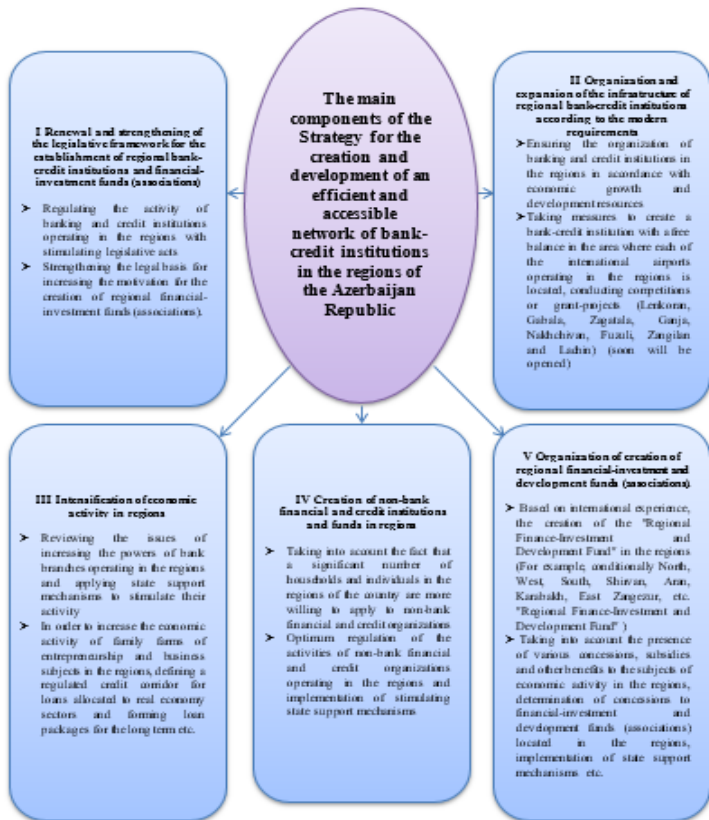 The main
components of the
Strategy for the
creation and
development of an
efficient and
accessible
network of bank-
credit institutions
in the regions of
the Azerbaijan
Republic
I Renewal and strengthening of
the legislative framework for the
establishment of regional bank-
credit institutions and financial-
investment funds (associations)
➤ Regulating the activity of
banking and credit institutions
operating in the regions with
stimulating legislative acts
➤ Strengthening the legal basis for
increasing the motivation for the
creation of regional financial-
investment funds (associations).
II Organization and
expansion of the infrastructure of
regional bank-credit institutions
according to the modern
requirements
➤ Ensuring the organization of
banking and credit institutions in
the regions in accordance with
economic growth and
development resources
➤ Taking measures to create a
bank-credit institution with a free
balance in the area where each of
the international airports
operating in the regions is
located, conducting competitions
or grant-projects (Lenkoran,
Gabala, Zagatala, Ganja,
Nakhchivan, Fuzuli, Zangilan
and Lachin) (soon will be
opened)
III Intensification of economic
activity in regions
➤ Reviewing the issues of
increasing the powers of bank
branches operating in the regions
and applying state support
mechanisms to stimulate their
activity
➤ In order to increase the economic
activity of family farms of
entrepreneurship and business
subjects in the regions, defining a
regulated credit corridor for
loans allocated to real economy
sectors and forming loan
packages for the long term etc.
IV Creation of non-bank
financial and credit institutions
and funds in regions
➤ Taking into account the fact that
a significant number of
households and individuals in the
regions of the country are more
willing to apply to non-bank
financial and credit organizations
➤ Optimum regulation of the
activities of non-bank financial
and credit organizations
operating in the regions and
implementation of stimulating
state support mechanisms
V Organization of creation of
regional financial-investment and
development funds (associations)
➤ Based on international experience,
the creation of the "Regional
Finance-Investment and
Development Fund" in the regions
(For example, conditionally North,
West, South, Shirvan, Aran,
Karabakh, East Zangezur, etc.
"Regional Finance-Investment and
Development Fund" )
➤ Taking into account the presence
of various concessions, subsidies
and other benefits to the subjects of
economic activity in the regions,
determination of concessions to
financial-investment and
development funds (associations)
located in the regions,
implementation of state support
mechanisms etc.